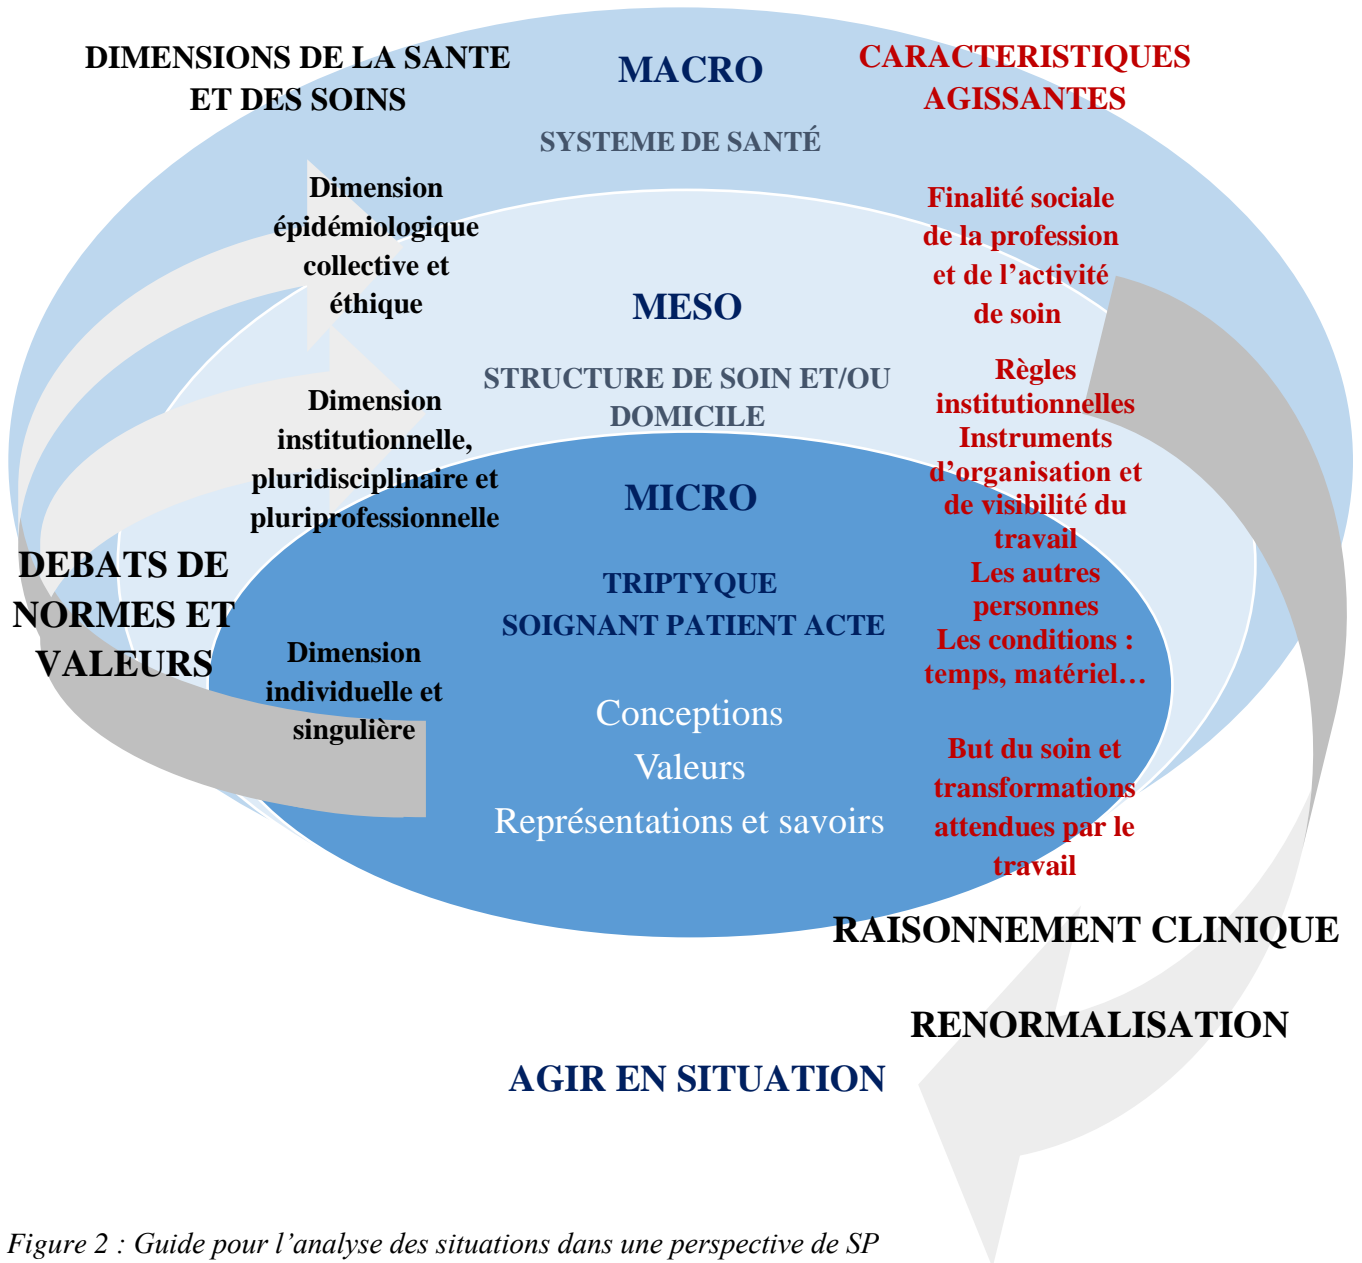 DIMENSIONS DE LA SANTE
ET DES SOINS
MACRO
SYSTEME DE SANTÉ
CARACTERISTIQUES
AGISSANTES
Dimension
épidémiologique
collective et
éthique
Finalité sociale
de la profession
et de l’activité
de soin
MESO
STRUCTURE DE SOIN ET/OU
DOMICILE
Dimension
institutionnelle,
pluridisciplinaire et
pluriprofessionnelle
Règles
institutionnelles
Instruments
d’organisation et
de visibilité du
travail
Les autres
personnes
Les conditions :
temps, matériel…
MICRO
TRIPTYQUE
SOIGNANT PATIENT ACTE
DEBATS DE
NORMES ET
VALEURS
Dimension
individuelle et
singulière
Conceptions
Valeurs
Représentations et savoirs
But du soin et
transformations
attendues par le
travail
RAISONNEMENT CLINIQUE
RENORMALISATION
AGIR EN SITUATION
Figure 2 : Guide pour l’analyse des situations dans une perspective de SP